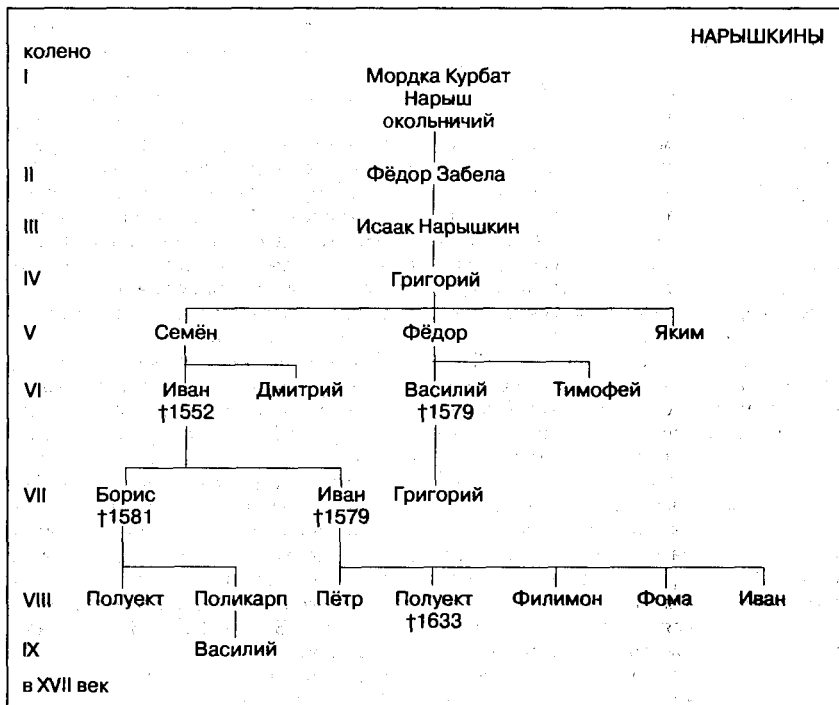 НАРЫШКИНЫ
колено
I Мордка Курбат
Нарыш
окольничий
II Фёдор Забела
III Исаак Нарышкин
IV Григорий
V Семён Фёдор Яким
VI Иван Дмитрий Василий Тимофей
†1552 †1579
VII Борис Иван Григорий
†1581 †1579
VIII Полуект Поликарп Пётр Полуект Филимон Фома Иван
†1633
IX Василий
в XVII век